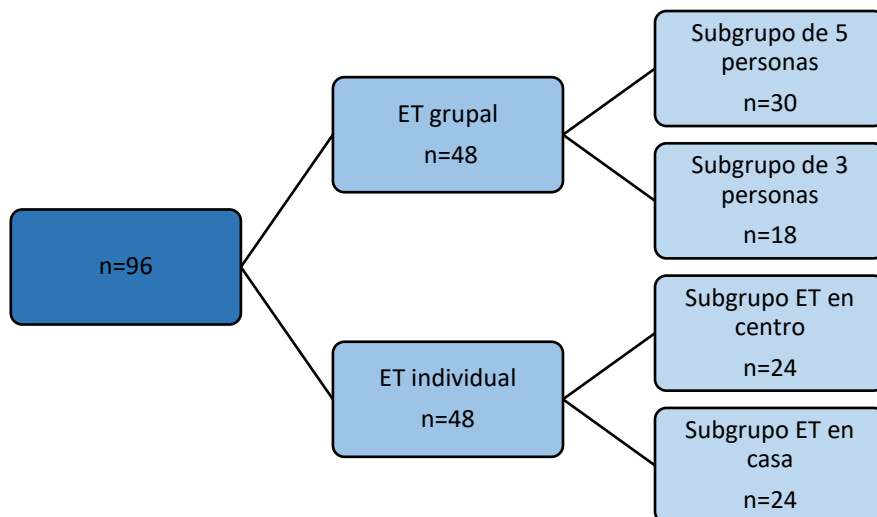 n=96
ET grupal
n=48
Subgrupo de 5
personas
n=30
Subgrupo de 3
personas
n=18
ET individual
n=48
Subgrupo ET en
centro
n=24
Subgrupo ET en
casa
n=24